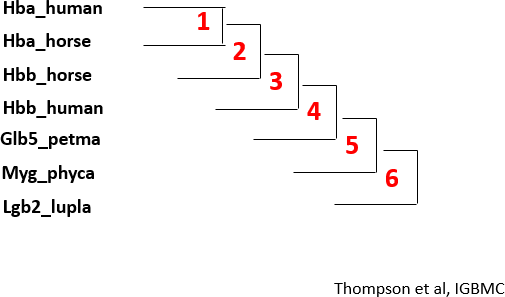 Hba_human
1
Hba_horse
2
Hbb_horse
3
Hbb_human
4
Glb5_petma
5
Myg_phyca
6
Lgb2_lupla
Thompson et al, IGBMC